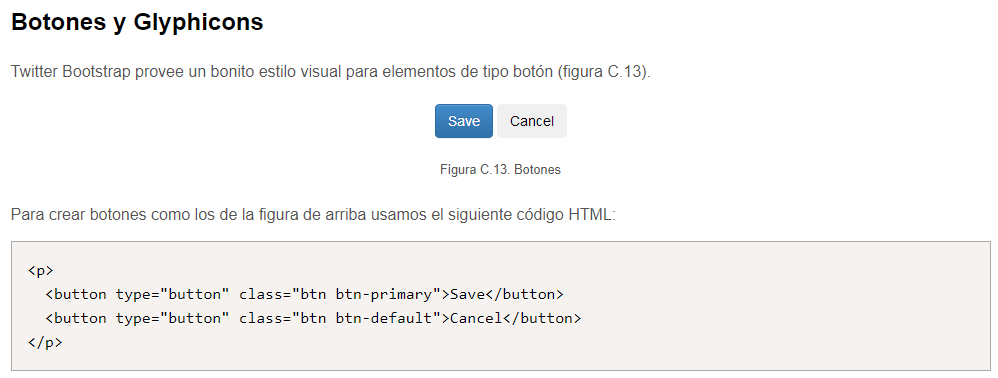 Botones y Glyphicons
Twitter Bootstrap provee un bonito estilo visual para elementos de tipo botón (figura C.13).
Save Cancel
Figura C.13. Botones
Para crear botones como los de la figura de arriba usamos el siguiente código HTML:
<p>
  <button type="button" class="btn btn-primary">Save</button>
  <button type="button" class="btn btn-default">Cancel</button>
</p>